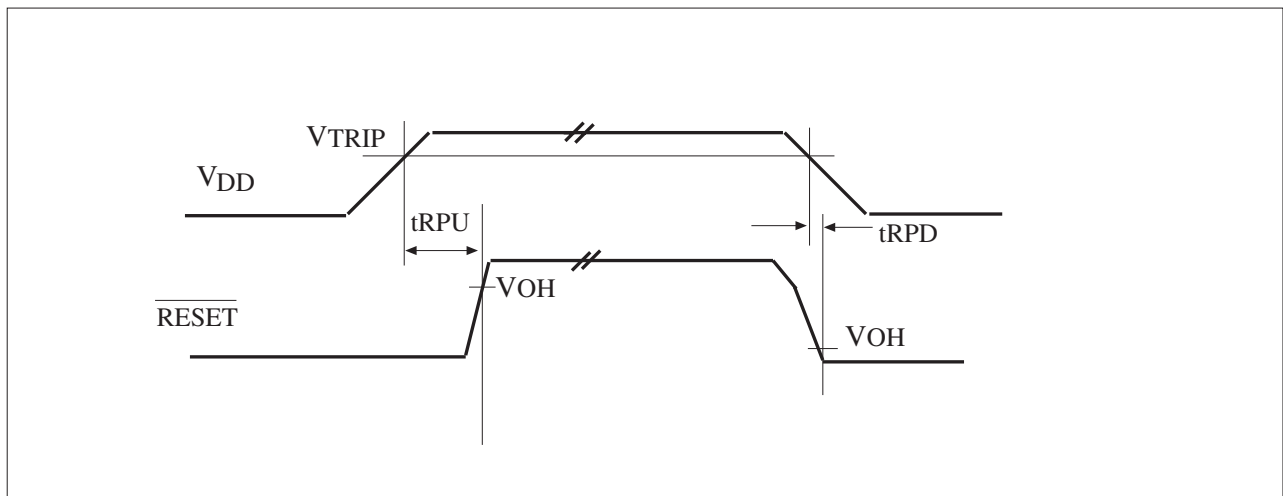 VTRIP
VDD
tRPU
tRPD
VOH
RESET
VOH